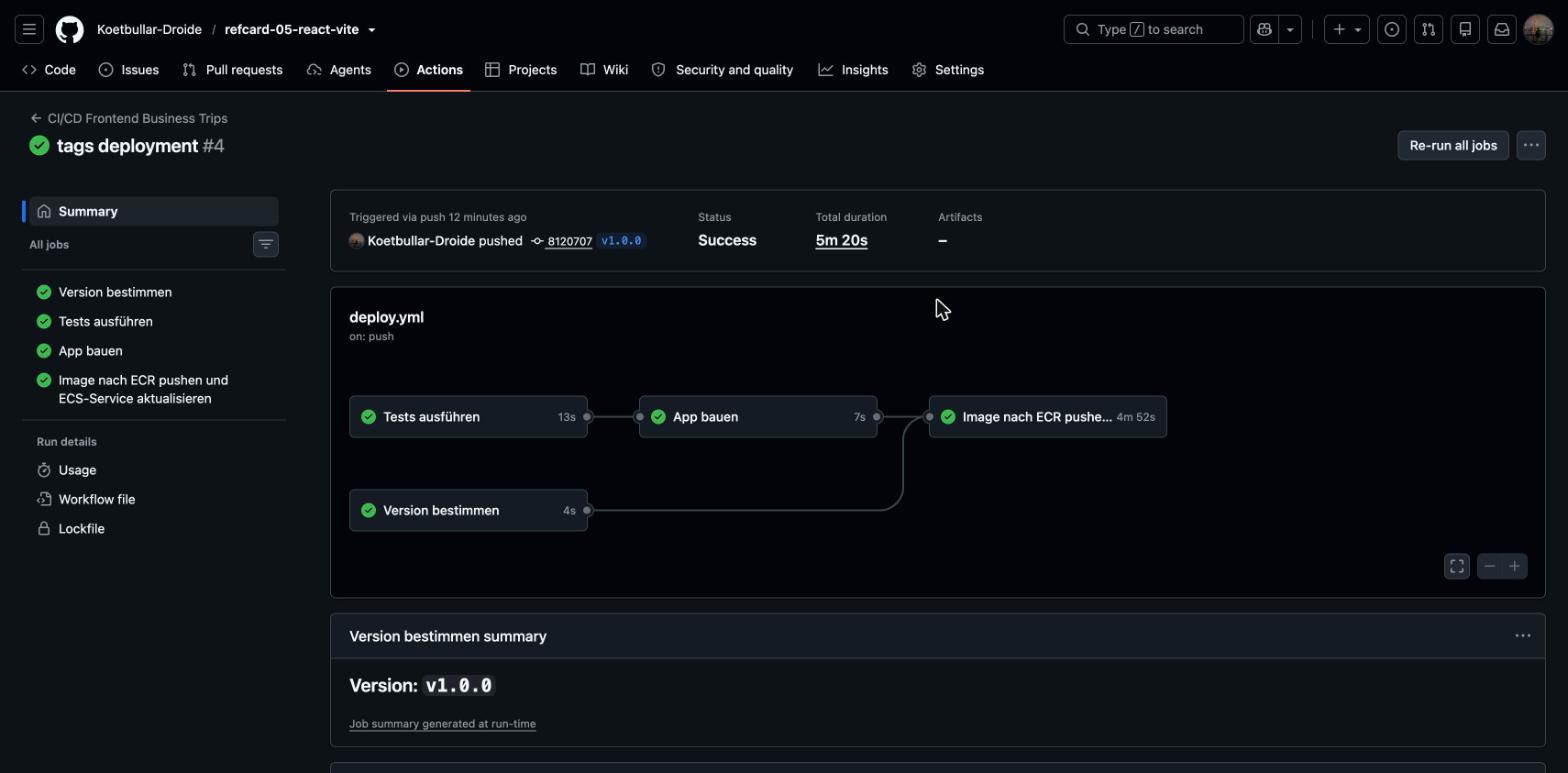 Koetbullar-Droide / refcard-05-react-vite
Type / to search
Code Issues Pull requests Agents Actions Projects Wiki Security and quality Insights Settings
← CI/CD Frontend Business Trips
tags deployment #4
Re-run all jobs
Summary
All jobs
Version bestimmen
Tests ausführen
App bauen
Image nach ECR pushen und
ECS-Service aktualisieren
Run details
Usage
Workflow file
Lockfile
Triggered via push 12 minutes ago
Koetbullar-Droide pushed 8120707 v1.0.0
Status
Success
Total duration
5m 20s
Artifacts
–
deploy.yml
on: push
Tests ausführen 13s
App bauen 7s
Image nach ECR pushe... 4m 52s
Version bestimmen 4s
Version bestimmen summary
Version: v1.0.0
Job summary generated at run-time